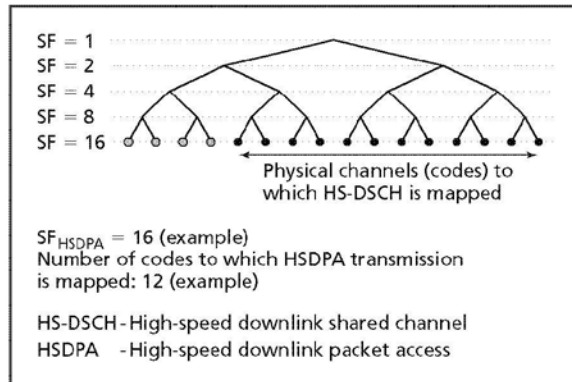 SF = 1
SF = 2
SF = 4
SF = 8
SF = 16
Physical channels (codes) to
which HS-DSCH is mapped
SFHSDPA = 16 (example)
Number of codes to which HSDPA transmission
is mapped: 12 (example)
HS-DSCH - High-speed downlink shared channel
HSDPA - High-speed downlink packet access